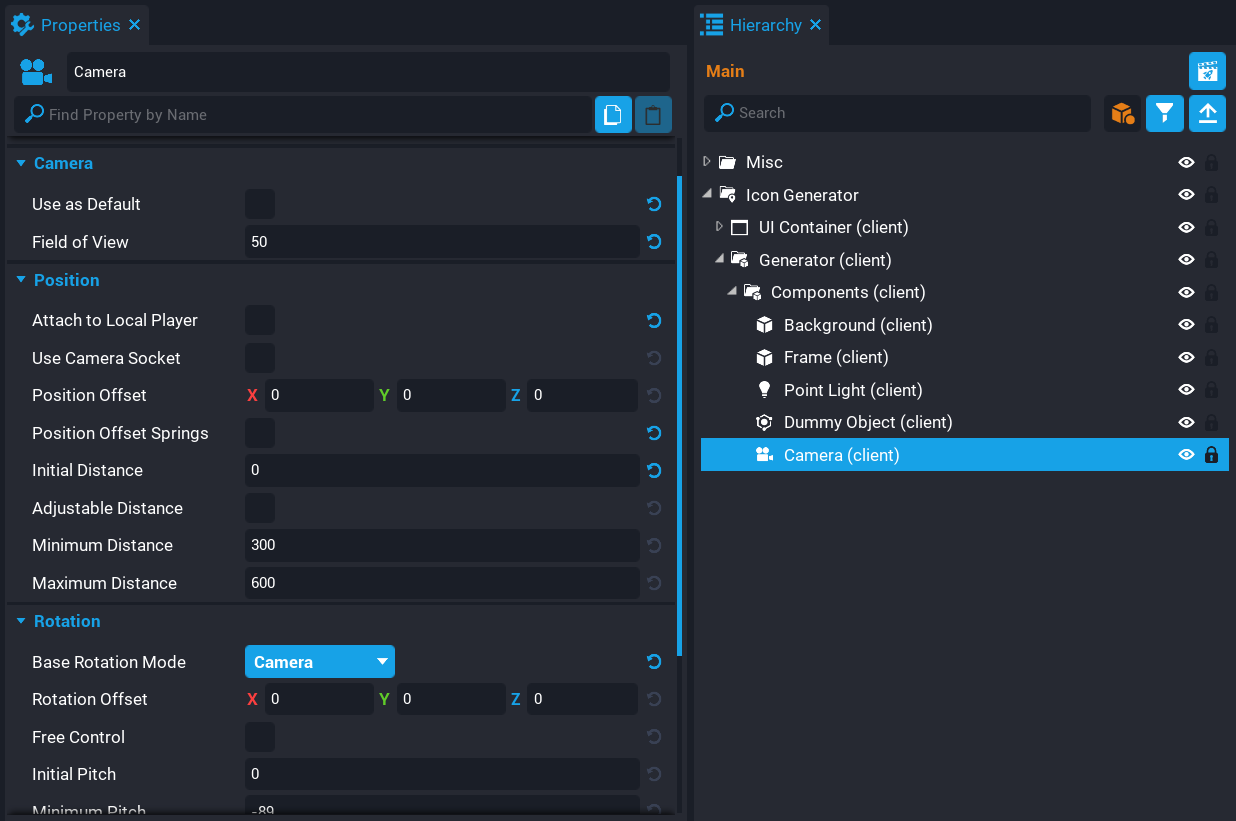 Properties
Camera
Find Property by Name
Camera
Use as Default
Field of View 50
Position
Attach to Local Player
Use Camera Socket
Position Offset X 0 Y 0 Z 0
Position Offset Springs
Initial Distance 0
Adjustable Distance
Minimum Distance 300
Maximum Distance 600
Rotation
Base Rotation Mode Camera
Rotation Offset X 0 Y 0 Z 0
Free Control
Initial Pitch 0
Minimum Pitch -89
Hierarchy
Main
Search
Misc
Icon Generator
UI Container (client)
Generator (client)
Components (client)
Background (client)
Frame (client)
Point Light (client)
Dummy Object (client)
Camera (client)